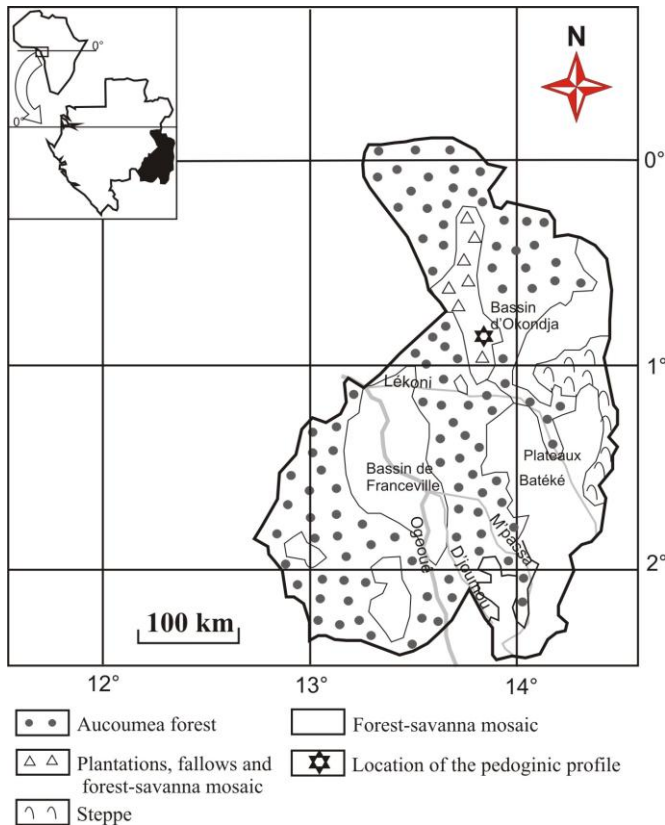 0°
0°
N
0°
Bassin
d'Okondja
1°
Lékoni
Plateaux
Batéké
Bassin de
Franceville
M'passa
Ogooué
D'joumou
2°
100 km
12°
13°
14°
Aucoumea forest
Forest-savanna mosaic
Plantations, fallows and
forest-savanna mosaic
Location of the pedoginic profile
Steppe